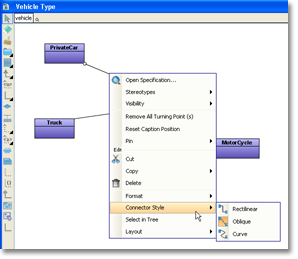 Vehicle Type
vehicle
PrivateCar
Truck
MotorCycle
Open Specification...
Stereotypes
Visibility
Remove All Turning Point (s)
Reset Caption Position
Pin
Ed
Cut
Copy
Delete
Format
Connector Style
Select in Tree
Layout
Rectilinear
Oblique
Curve